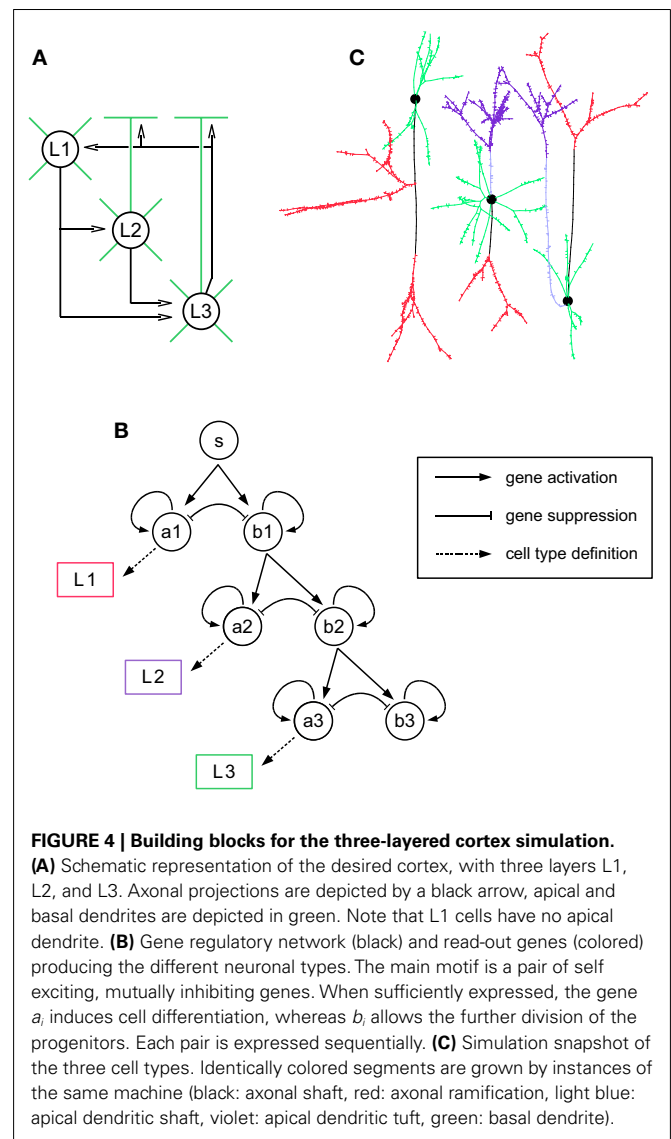 A
C
L1
L2
L3
B
s
a1
b1
L1
a2
b2
L2
a3
b3
L3
gene activation
gene suppression
cell type definition
FIGURE 4 | Building blocks for the three-layered cortex simulation.
(A) Schematic representation of the desired cortex, with three layers L1,
L2, and L3. Axonal projections are depicted by a black arrow, apical and
basal dendrites are depicted in green. Note that L1 cells have no apical
dendrite. (B) Gene regulatory network (black) and read-out genes (colored)
producing the different neuronal types. The main motif is a pair of self
exciting, mutually inhibiting genes. When sufficiently expressed, the gene
ai induces cell differentiation, whereas bi allows the further division of the
progenitors. Each pair is expressed sequentially. (C) Simulation snapshot of
the three cell types. Identically colored segments are grown by instances of
the same machine (black: axonal shaft, red: axonal ramification, light blue:
apical dendritic shaft, violet: apical dendritic tuft, green: basal dendrite).